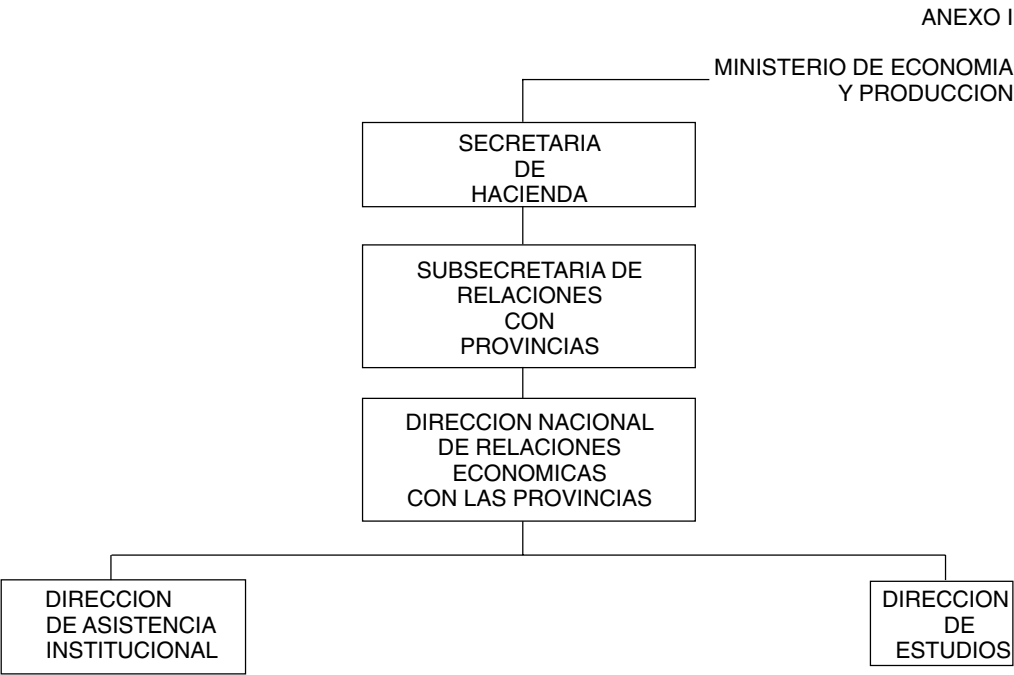 ANEXO I
MINISTERIO DE ECONOMIA
Y PRODUCCION
SECRETARIA
DE
HACIENDA
SUBSECRETARIA DE
RELACIONES
CON
PROVINCIAS
DIRECCION NACIONAL
DE RELACIONES
ECONOMICAS
CON LAS PROVINCIAS
DIRECCION
DE ASISTENCIA
INSTITUCIONAL
DIRECCION
DE
ESTUDIOS